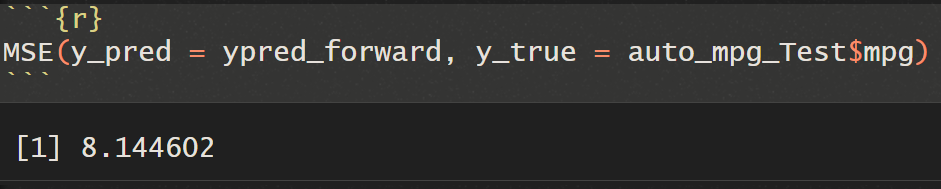 ```{r}
MSE(y_pred = ypred_forward, y_true = auto_mpg_Test$mpg)
```
[1] 8.144602